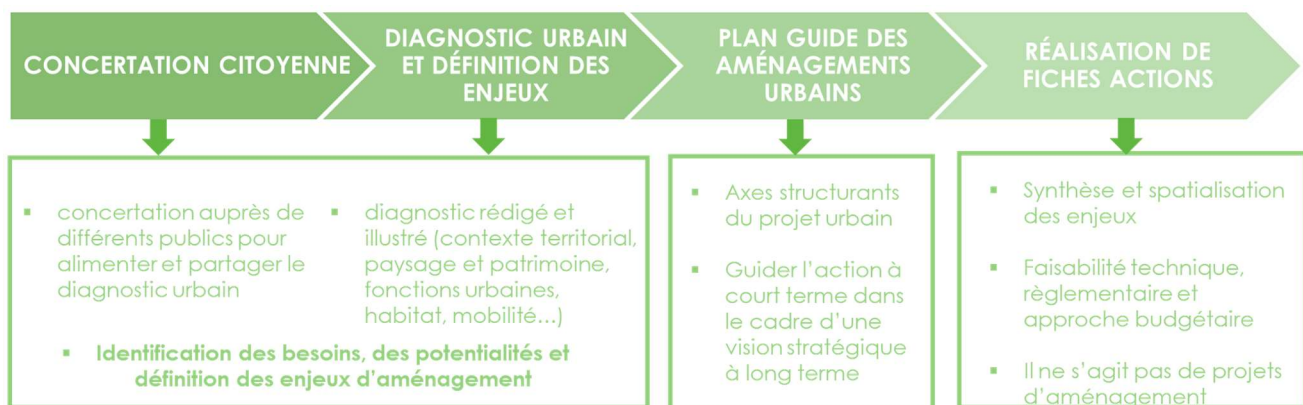 CONCERTATION CITOYENNE
DIAGNOSTIC URBAIN
ET DÉFINITION DES
ENJEUX
PLAN GUIDE DES
AMÉNAGEMENTS
URBAINS
RÉALISATION DE
FICHES ACTIONS
▪ concertation auprès de
différents publics pour
alimenter et partager le
diagnostic urbain
▪ diagnostic rédigé et
illustré (contexte territorial,
paysage et patrimoine,
fonctions urbaines,
habitat, mobilité…)
▪ Identification des besoins, des potentialités et
définition des enjeux d’aménagement
▪ Axes structurants
du projet urbain
▪ Guider l’action à
court terme dans
le cadre d’une
vision stratégique
à long terme
▪ Synthèse et spatialisation
des enjeux
▪ Faisabilité technique,
règlementaire et
approche budgétaire
▪ Il ne s’agit pas de projets
d’aménagement